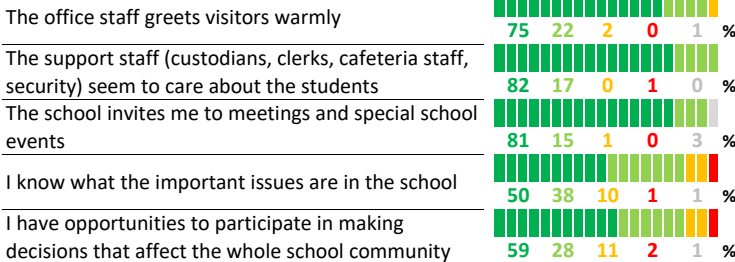 The office staff greets visitors warmly
75 22 2 0 1 %
The support staff (custodians, clerks, cafeteria staff,
security) seem to care about the students
82 17 0 1 0 %
The school invites me to meetings and special school
events
81 15 1 0 3 %
I know what the important issues are in the school
50 38 10 1 1 %
I have opportunities to participate in making
decisions that affect the whole school community
59 28 11 2 1 %